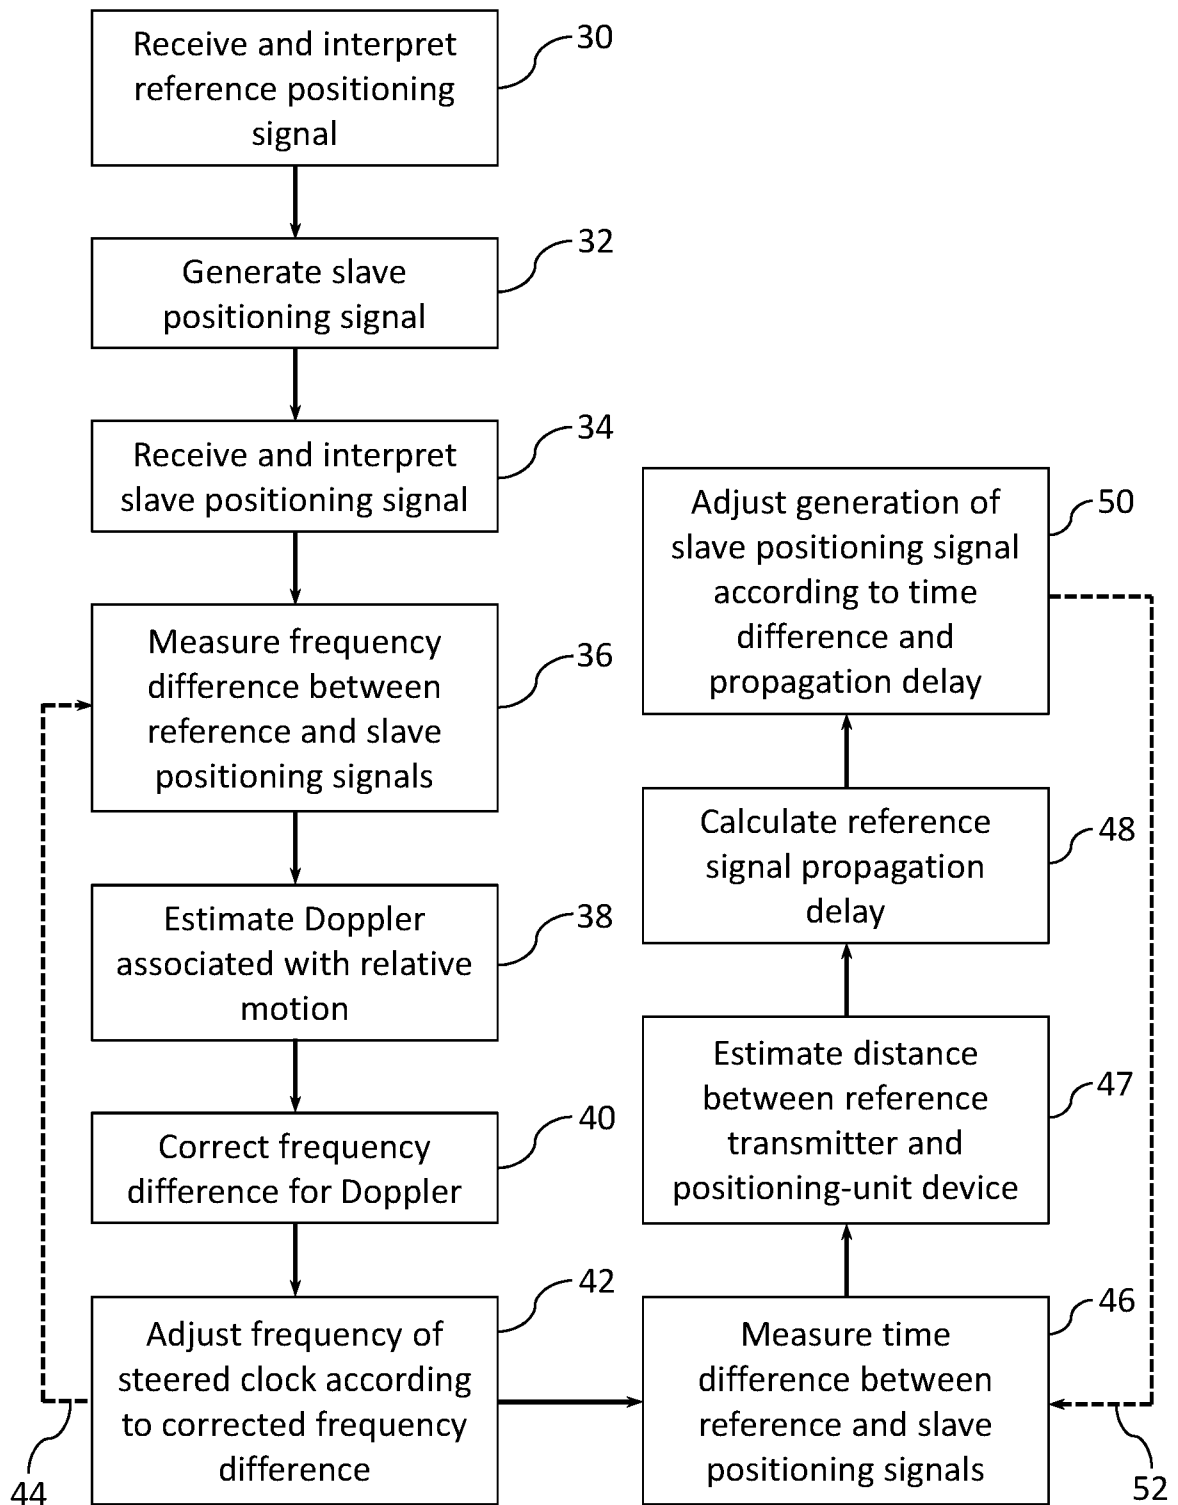 Receive and interpret
reference positioning
signal
30
Generate slave
positioning signal
32
Receive and interpret
slave positioning signal
34
Measure frequency
difference between
reference and slave
positioning signals
36
Estimate Doppler
associated with relative
motion
38
Correct frequency
difference for Doppler
40
Adjust frequency of
steered clock according
to corrected frequency
difference
42
44
Measure time
difference between
reference and slave
positioning signals
46
Estimate distance
between reference
transmitter and
positioning-unit device
47
Calculate reference
signal propagation
delay
48
Adjust generation of
slave positioning signal
according to time
difference and
propagation delay
50
52